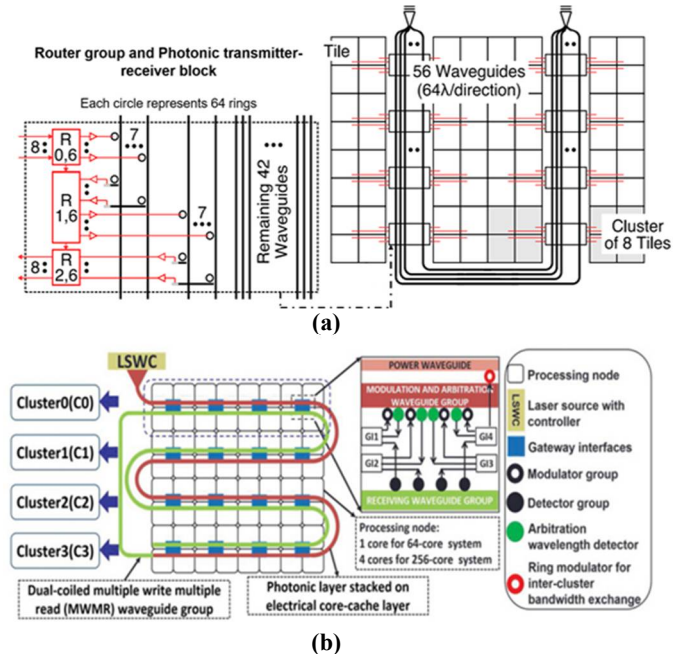 Router group and Photonic transmitter-
receiver block
Each circle represents 64 rings
8
R
0,6
7
R
1,6
7
8
R
2,6
Remaining 42
Waveguides
Tile
56 Waveguides
(64λ/direction)
Cluster
of 8 Tiles
(a)
LSWC
Cluster0(C0)
Cluster1(C1)
Cluster2(C2)
Cluster3(C3)
Dual-coiled multiple write multiple
read (MWMR) waveguide group
Photonic layer stacked on
electrical core-cache layer
POWER WAVEGUIDE
MODULATION AND ARBITRATION
WAVEGUIDE GROUP
GI1
GI4
GI2
GI3
RECEIVING WAVEGUIDE GROUP
Processing node:
1 core for 64-core system
4 cores for 256-core system
Processing node
LSWC
Laser source with
controller
Gateway interfaces
Modulator group
Detector group
Arbitration
wavelength detector
Ring modulator for
inter-cluster
bandwidth exchange
(b)